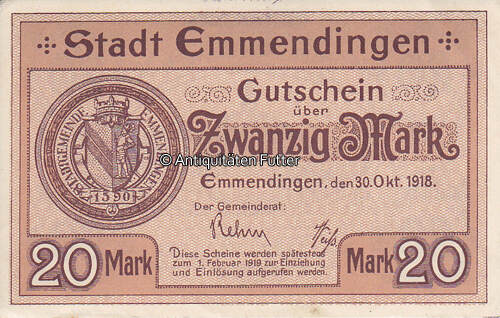 Stadt Emmendingen
Gutschein
über
Zwanzig Mark
© Antiquitäten Futter
Emmendingen, den 30. Okt. 1918.
Der Gemeinderat:
Rehm
Diese Scheine werden spätestens
zum 1. Februar 1919 zur Einziehung
und Einlösung aufgerufen werden.
20 Mark
Mark 20
1590